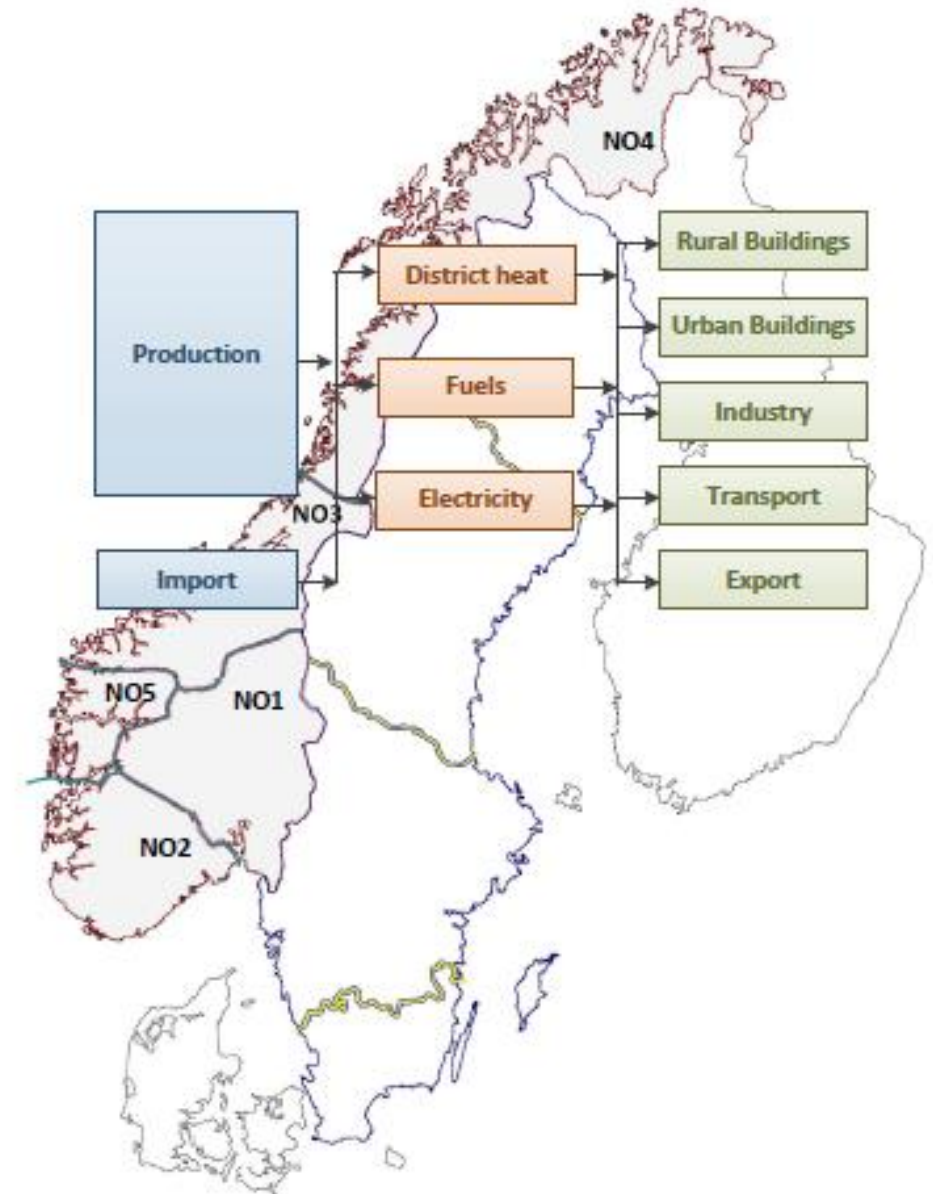 NO4
Production
Import
District heat
Fuels
Electricity
Rural Buildings
Urban Buildings
Industry
Transport
Export
NO3
NO5
NO1
NO2